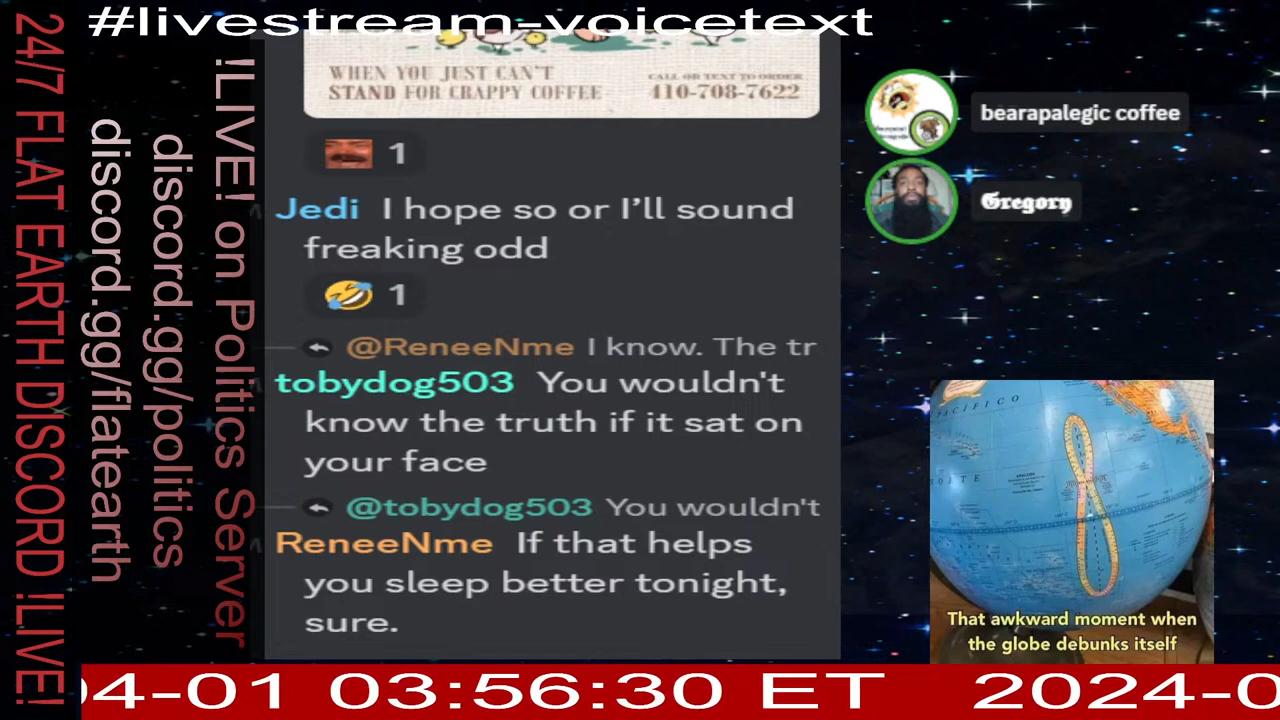 #livestream-voicetext
24/7 FLAT EARTH DISCORD !LIVE!
discord.gg/flatearth
discord.gg/politics
!LIVE! on Politics Server
WHEN YOU JUST CAN'T
STAND FOR CRAPPY COFFEE
CALL OR TEXT TO ORDER
410-708-7622
1
Jedi I hope so or I'll sound
freaking odd
1
@ReneeNme I know. The tr
tobydog503 You wouldn't
know the truth if it sat on
your face
@tobydog503 You wouldn't
ReneeNme If that helps
you sleep better tonight,
sure.
bearapalegic coffee
Gregory
PACÍFICO
That awkward moment when
the globe debunks itself
04-01 03:56:30 ET 2024-0